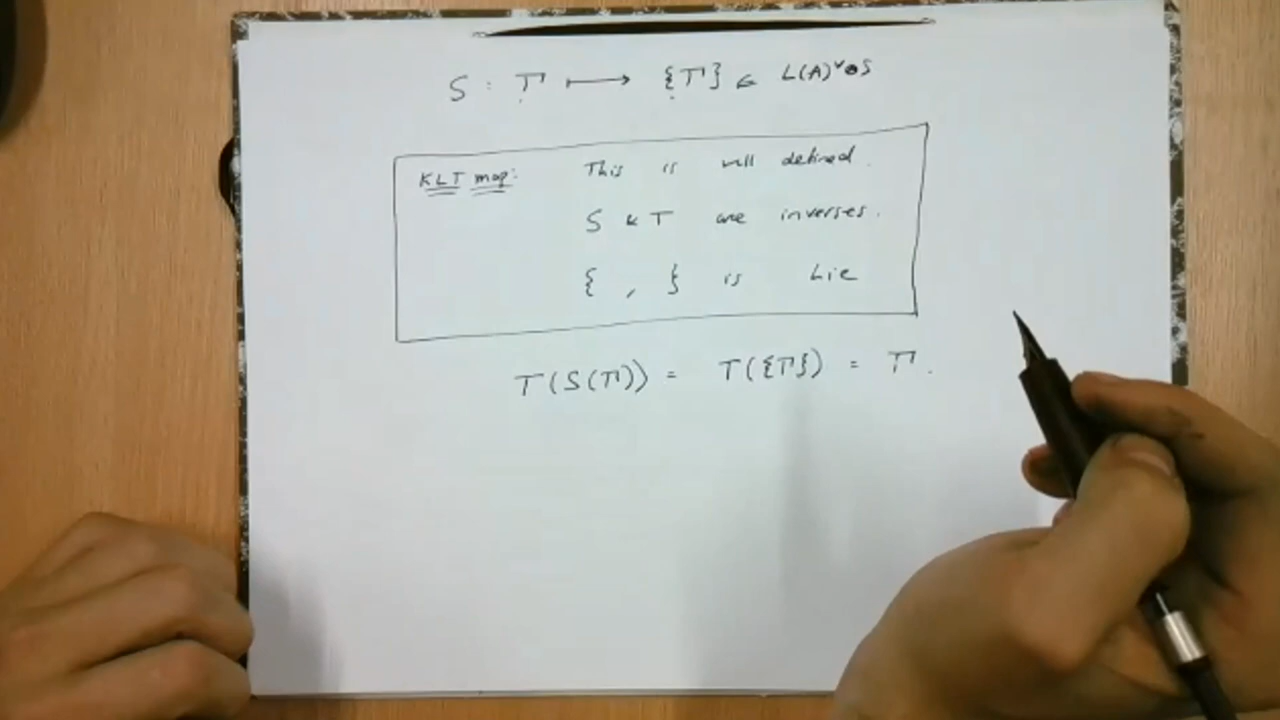 S : Γ ⟼ {Γ} ∈ L(A)^∨ ⊗ S
KLT map: This is well defined.
S & T are inverses.
{ , } is Lie
T(S(Γ)) = T({Γ}) = Γ.